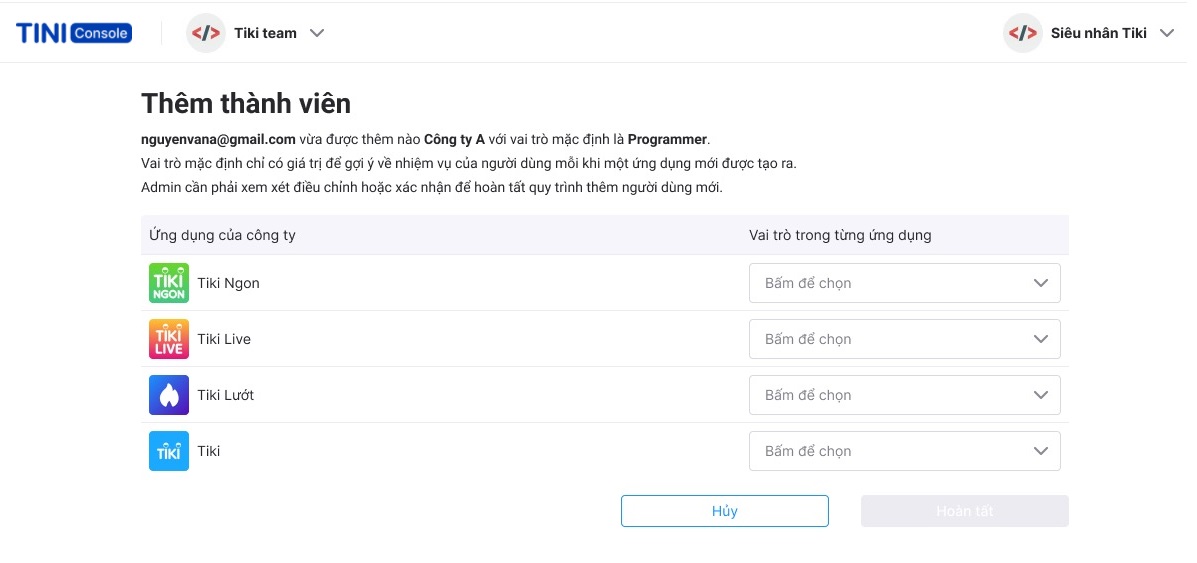 TINI Console
Tiki team
Siêu nhân Tiki
Thêm thành viên
nguyenvana@gmail.com vừa được thêm nào Công ty A với vai trò mặc định là Programmer.
Vai trò mặc định chỉ có giá trị để gợi ý về nhiệm vụ của người dùng mỗi khi một ứng dụng mới được tạo ra.
Admin cần phải xem xét điều chỉnh hoặc xác nhận để hoàn tất quy trình thêm người dùng mới.
Ứng dụng của công ty Vai trò trong từng ứng dụng
TIKI
NGON
Tiki Ngon Bấm để chọn
TIKI
LIVE
Tiki Live Bấm để chọn
Tiki Lướt Bấm để chọn
TIKI
Tiki Bấm để chọn
Hủy Hoàn tất